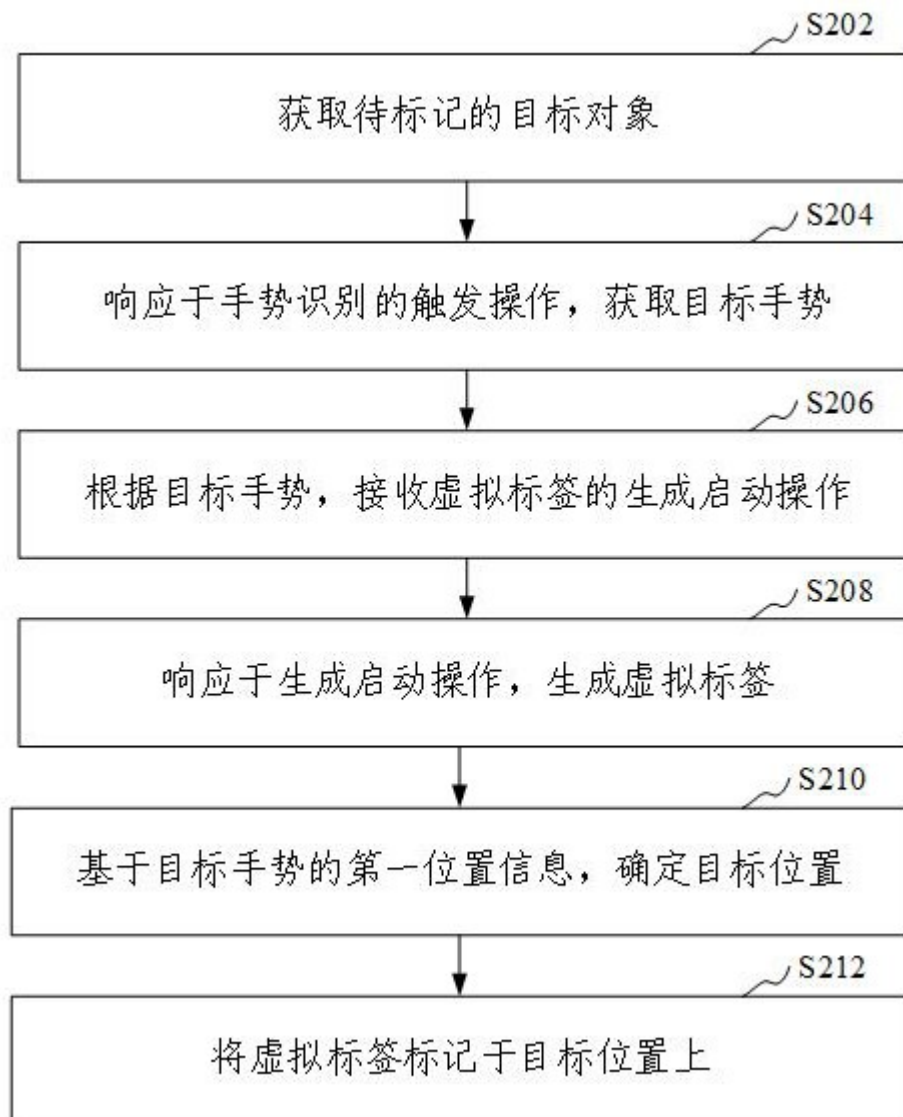 S202
获取待标记的目标对象
S204
响应于手势识别的触发操作，获取目标手势
S206
根据目标手势，接收虚拟标签的生成启动操作
S208
响应于生成启动操作，生成虚拟标签
S210
基于目标手势的第一位置信息，确定目标位置
S212
将虚拟标签标记于目标位置上